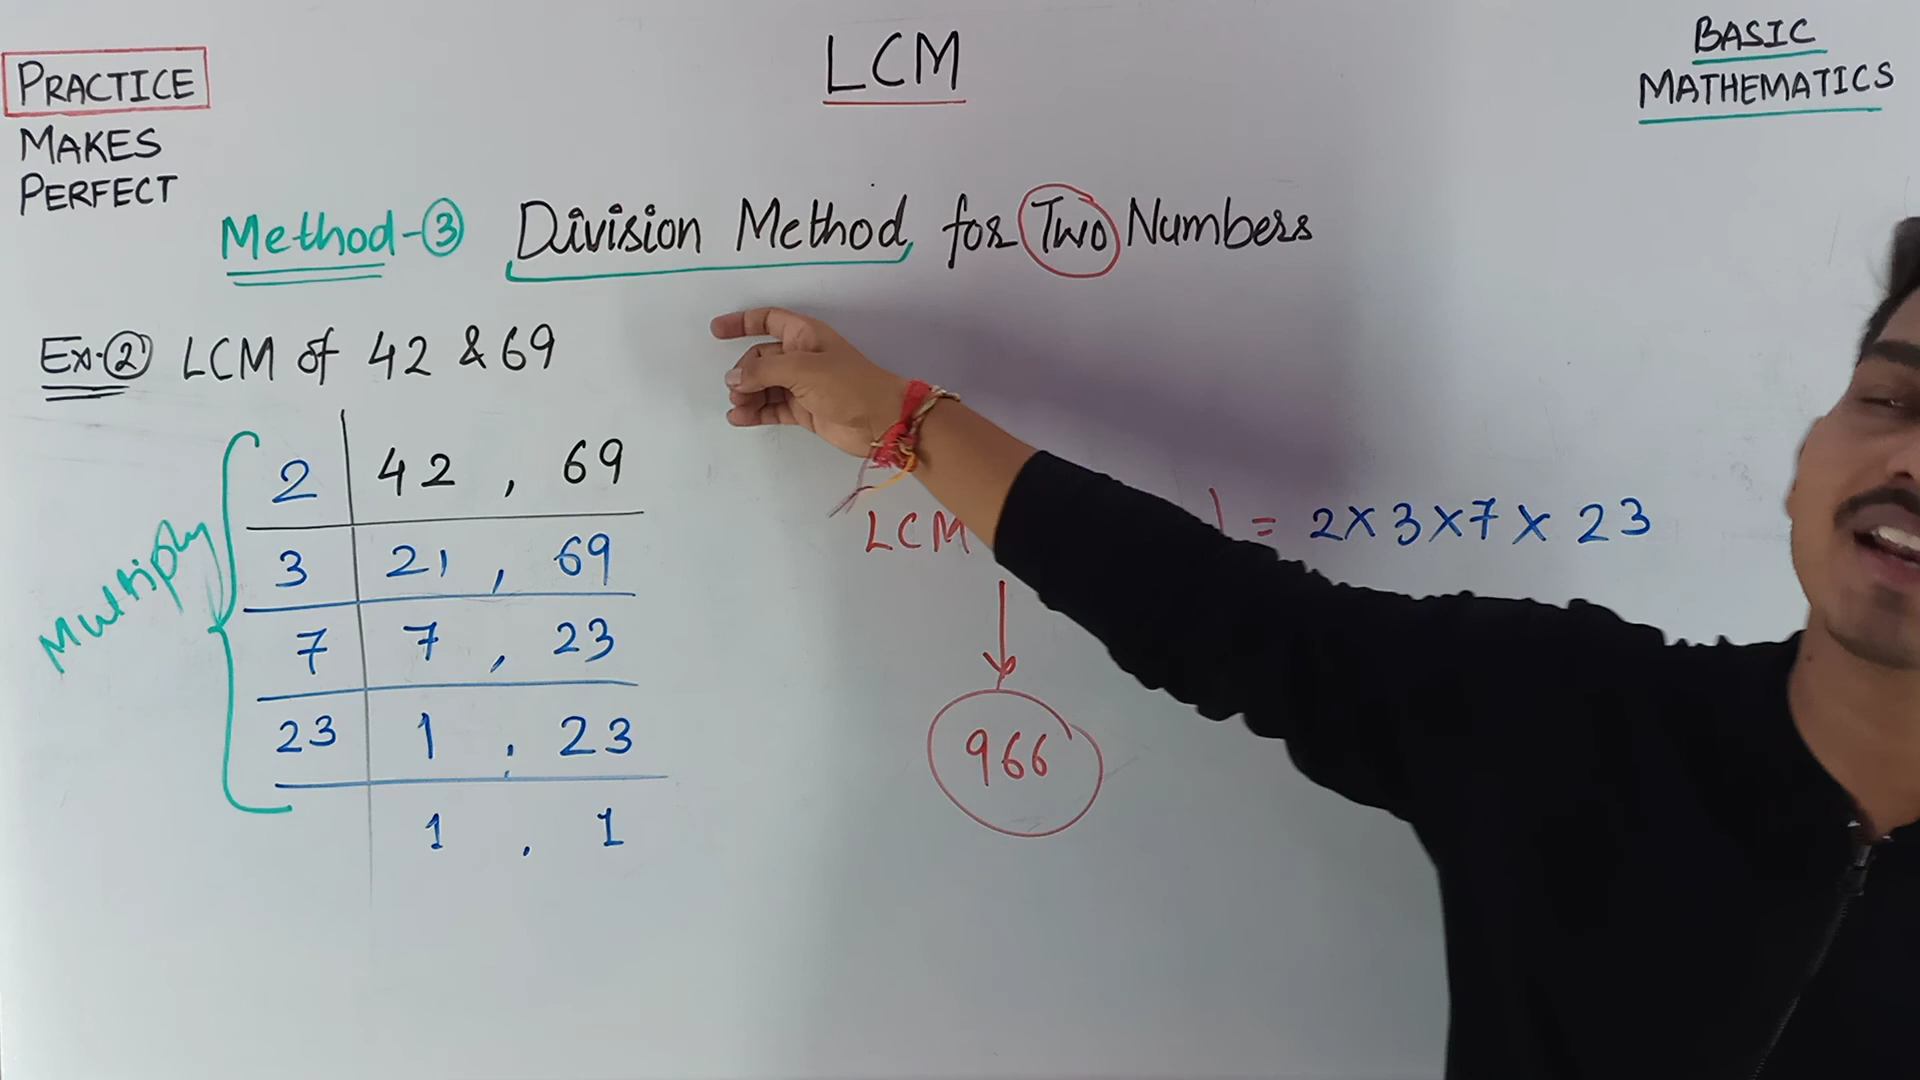 LCM
BASIC
MATHEMATICS
PRACTICE
MAKES
PERFECT
Method-③ Division Method for Two Numbers
Ex-② LCM of 42 & 69
Multiply
2 | 42 , 69
3 | 21 , 69
7 | 7 , 23
23 | 1 , 23
1 , 1
LCM ) = 2×3×7×23
966